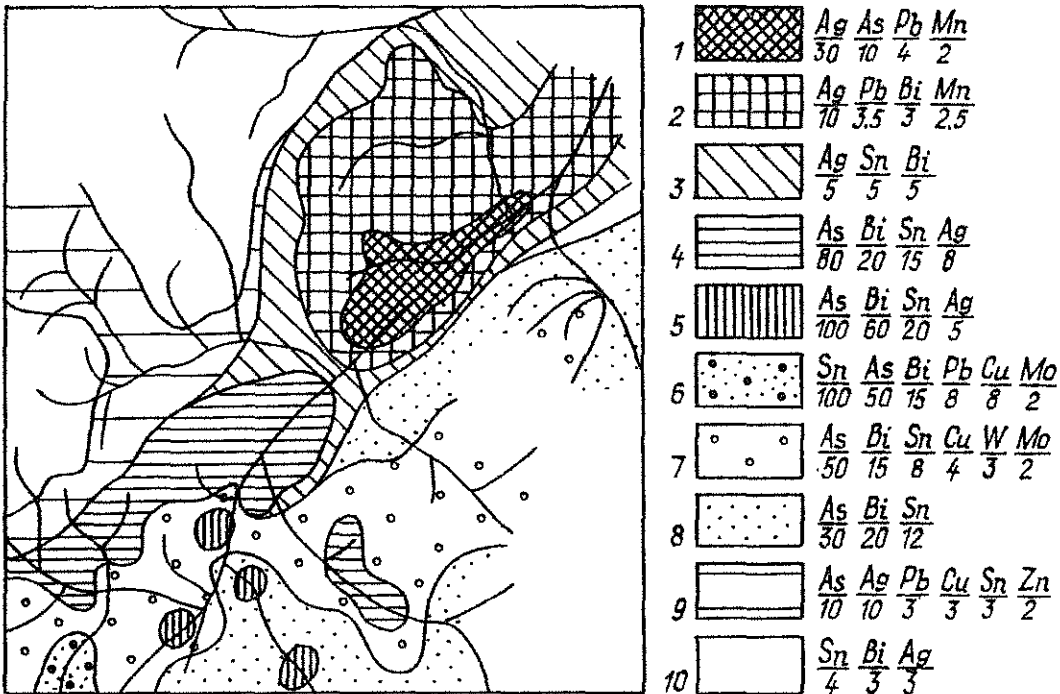 1 Ag/30 As/10 Pb/4 Mn/2
2 Ag/10 Pb/3.5 Bi/3 Mn/2.5
3 Ag/5 Sn/5 Bi/5
4 As/80 Bi/20 Sn/15 Ag/8
5 As/100 Bi/60 Sn/20 Ag/5
6 Sn/100 As/50 Bi/15 Pb/8 Cu/8 Mo/2
7 As/50 Bi/15 Sn/8 Cu/4 W/3 Mo/2
8 As/30 Bi/20 Sn/12
9 As/10 Ag/10 Pb/3 Cu/3 Sn/3 Zn/2
10 Sn/4 Bi/3 Ag/3